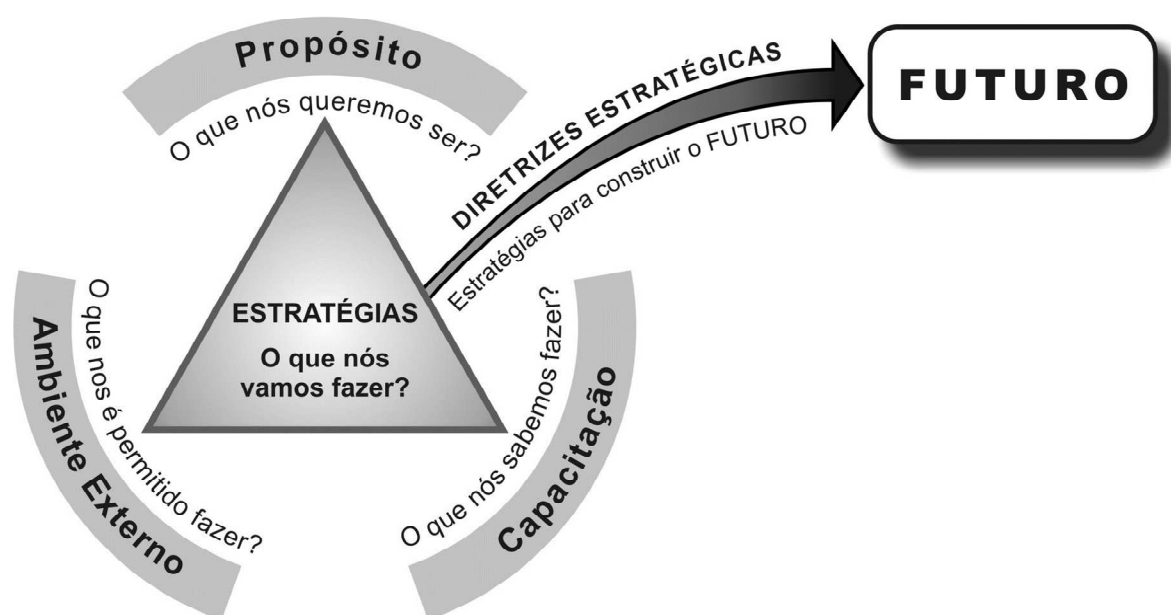 Propósito
O que nós queremos ser?
DIRETRIZES ESTRATÉGICAS
Estratégias para construir o FUTURO
FUTURO
Ambiente Externo
O que nos é permitido fazer?
ESTRATÉGIAS
O que nós
vamos fazer?
O que nós sabemos fazer?
Capacitação